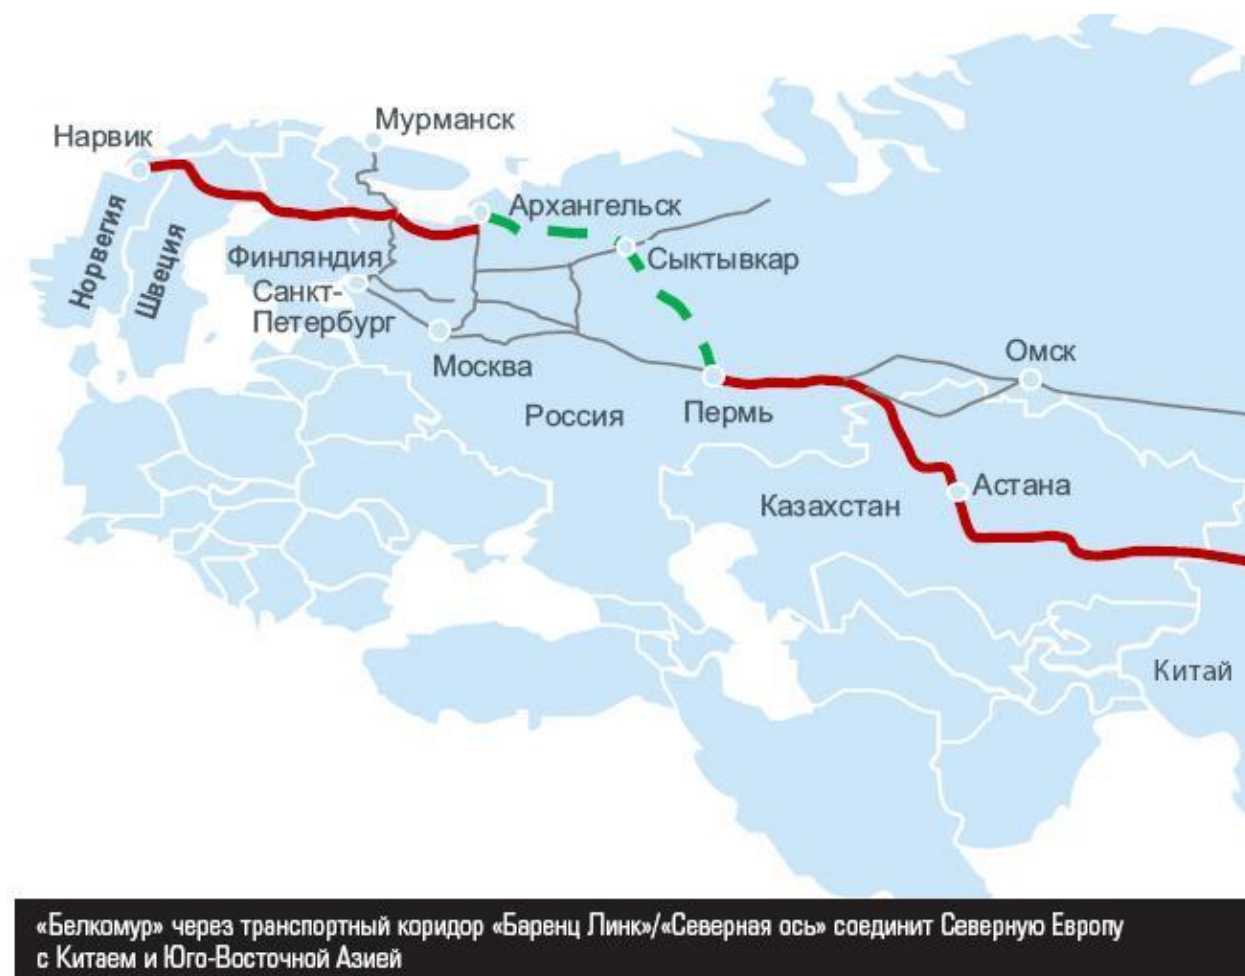 Мурманск
Нарвик
Архангельск
Норвегия
Швеция
Финляндия
Сыктывкар
Санкт-
Петербург
Москва
Омск
Россия
Пермь
Астана
Казахстан
Китай
«Белкомур» через транспортный коридор «Баренц Линк»/«Северная ось» соединит Северную Европу
с Китаем и Юго-Восточной Азией